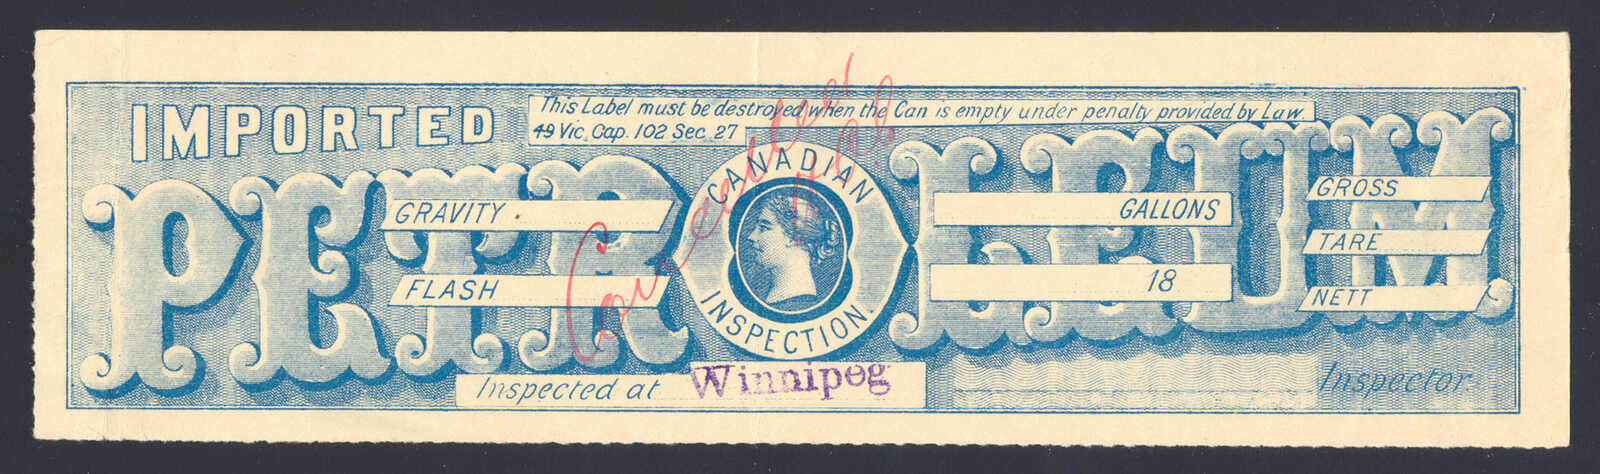 IMPORTED
This Label must be destroyed when the Can is empty under penalty provided by Law.
49 Vic. Cap. 102 Sec. 27
PETROLEUM
CANADIAN
INSPECTION
GRAVITY
FLASH
GALLONS
18
GROSS
TARE
NETT
Inspected at Winnipeg
Inspector.
Cancelled